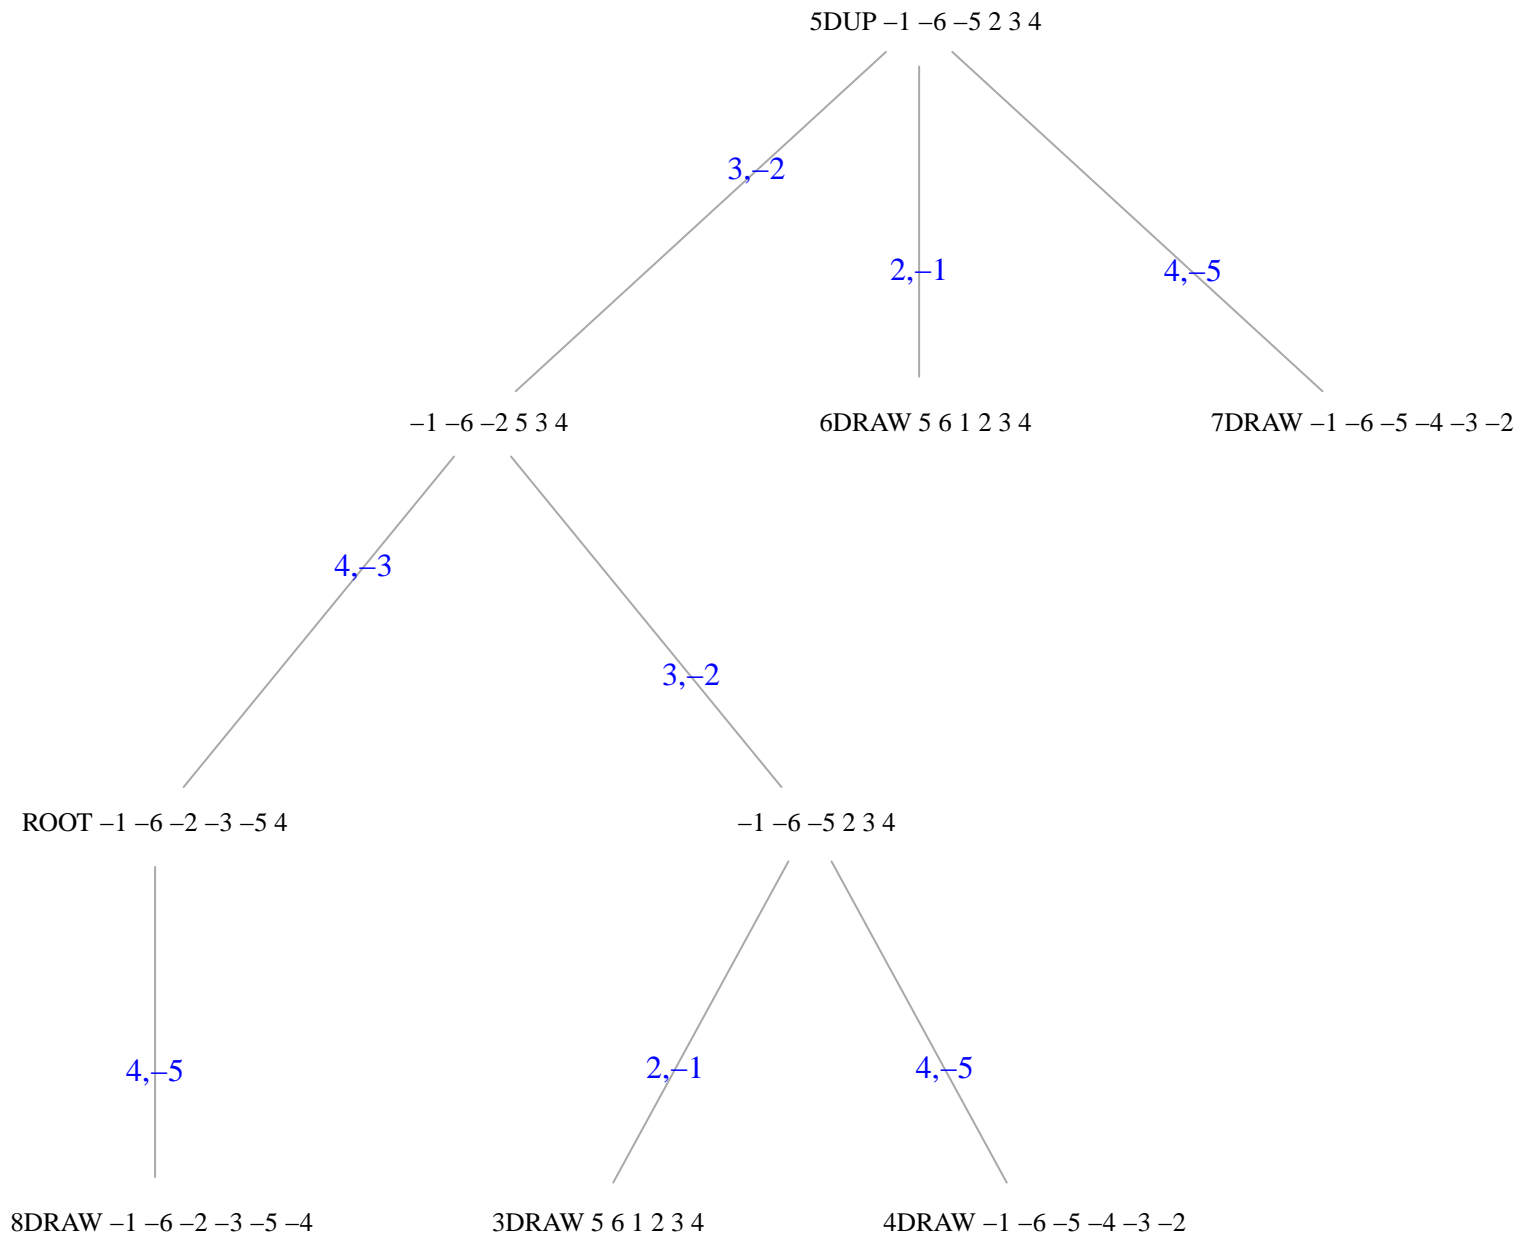 5DUP –1 –6 –5 2 3 4
3,–2
2,–1
4,–5
–1 –6 –2 5 3 4
6DRAW 5 6 1 2 3 4
7DRAW –1 –6 –5 –4 –3 –2
4,–3
3,–2
ROOT –1 –6 –2 –3 –5 4
–1 –6 –5 2 3 4
4,–5
2,–1
4,–5
8DRAW –1 –6 –2 –3 –5 –4
3DRAW 5 6 1 2 3 4
4DRAW –1 –6 –5 –4 –3 –2